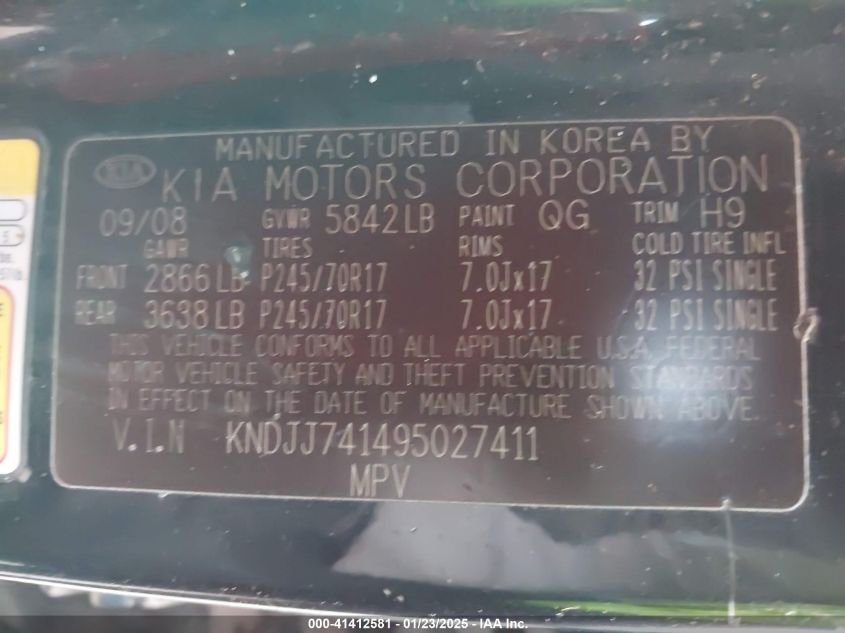 MANUFACTURED IN KOREA BY
KIA KIA MOTORS CORPORATION
09/08 GVWR 5842LB PAINT QG TRIM H9
GAWR TIRES RIMS COLD TIRE INFL
FRONT 2866LB P245/70R17 7.0Jx17 32 PSI SINGLE
REAR 3638LB P245/70R17 7.0Jx17 32 PSI SINGLE
THIS VEHICLE CONFORMS TO ALL APPLICABLE U.S.A. FEDERAL
MOTOR VEHICLE SAFETY AND THEFT PREVENTION STANDARDS
IN EFFECT ON THE DATE OF MANUFACTURE SHOWN ABOVE.
V.I.N KNDJJ741495027411
MPV
000-41412581 - 01/23/2025 - IAA Inc.